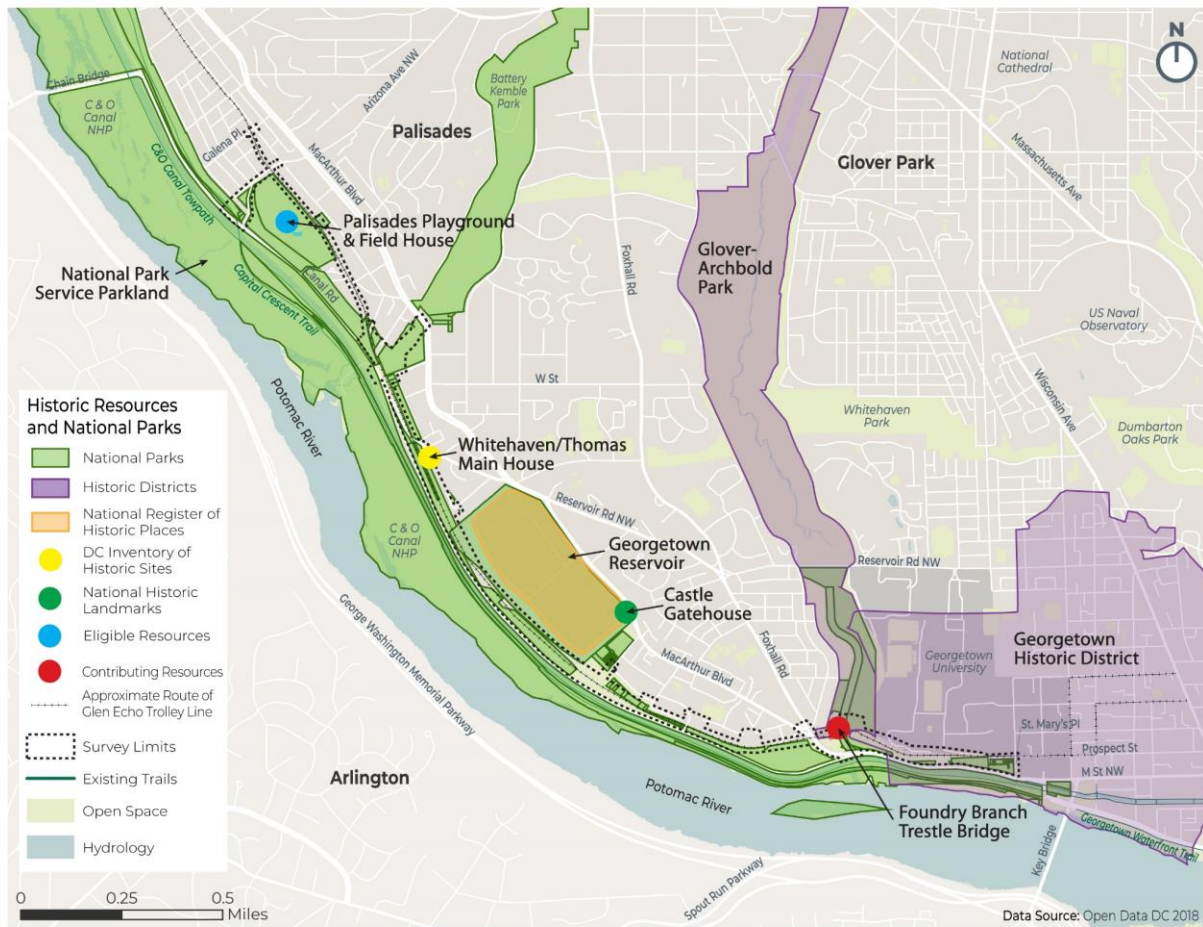 N
Chain Bridge
C & O
Canal
NHP
Galena Pl
Arizona Ave NW
MacArthur Blvd
Palisades
Battery
Kemble
Park
National
Cathedral
Massachusetts Ave
Glover Park
C&O Canal Towpath
Palisades Playground
& Field House
National Park
Service Parkland
Capital Crescent Trail
Canal Rd
Foxhall Rd
Glover-
Archbold
Park
US Naval
Observatory
Wisconsin Ave
W St
Whitehaven
Park
Dumbarton
Oaks Park
Potomac River
Whitehaven/Thomas
Main House
Reservoir Rd NW
C & O
Canal NHP
Georgetown
Reservoir
Reservoir Rd NW
Castle
Gatehouse
George Washington Memorial Parkway
MacArthur Blvd
Foxhall Rd
Georgetown
University
Georgetown
Historic District
St. Mary's Pl
Prospect St
M St NW
Arlington
Potomac River
Foundry Branch
Trestle Bridge
Key Bridge
Georgetown Waterfront Trail
Spout Run Parkway
Historic Resources
and National Parks
National Parks
Historic Districts
National Register of
Historic Places
DC Inventory of
Historic Sites
National Historic
Landmarks
Eligible Resources
Contributing Resources
Approximate Route of
Glen Echo Trolley Line
Survey Limits
Existing Trails
Open Space
Hydrology
0 0.25 0.5
Miles
Data Source: Open Data DC 2018